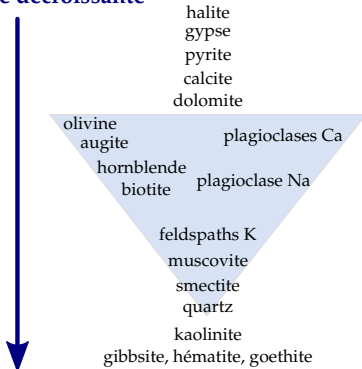 e décroissante
halite
gypse
pyrite
calcite
dolomite
olivine
augite
plagioclases Ca
hornblende
biotite
plagioclase Na
feldspaths K
muscovite
smectite
quartz
kaolinite
gibbsite, hématite, goethite